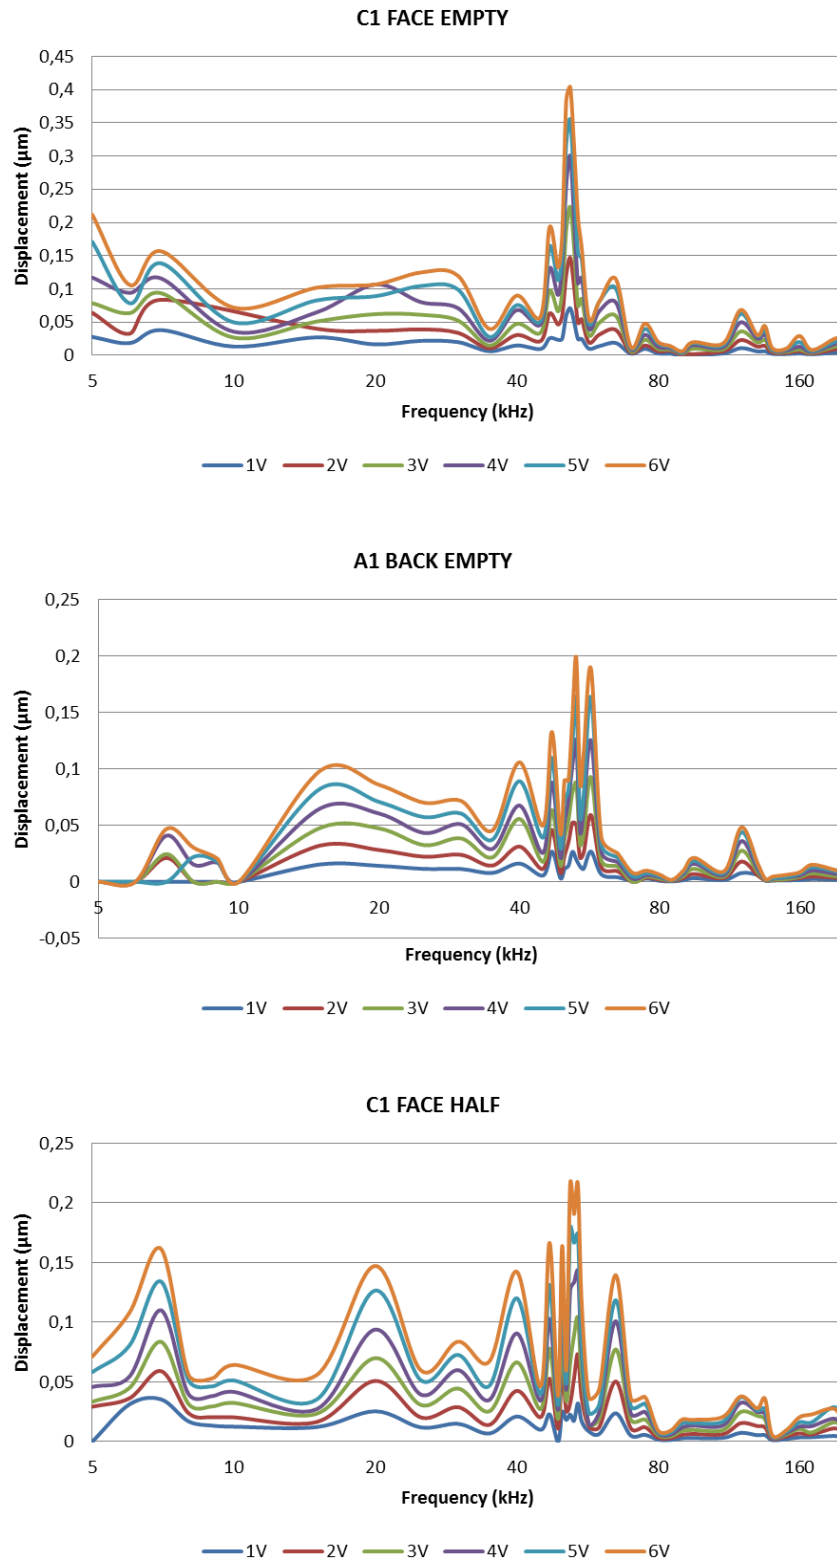 C1 FACE EMPTY
0,45
0,4
0,35
0,3
0,25
0,2
0,15
0,1
0,05
0
Displacement (μm)
5 10 20 40 80 160
Frequency (kHz)
1V 2V 3V 4V 5V 6V
A1 BACK EMPTY
0,25
0,2
0,15
0,1
0,05
0
-0,05
Displacement (μm)
5 10 20 40 80 160
Frequency (kHz)
1V 2V 3V 4V 5V 6V
C1 FACE HALF
0,25
0,2
0,15
0,1
0,05
0
Displacement (μm)
5 10 20 40 80 160
Frequency (kHz)
1V 2V 3V 4V 5V 6V